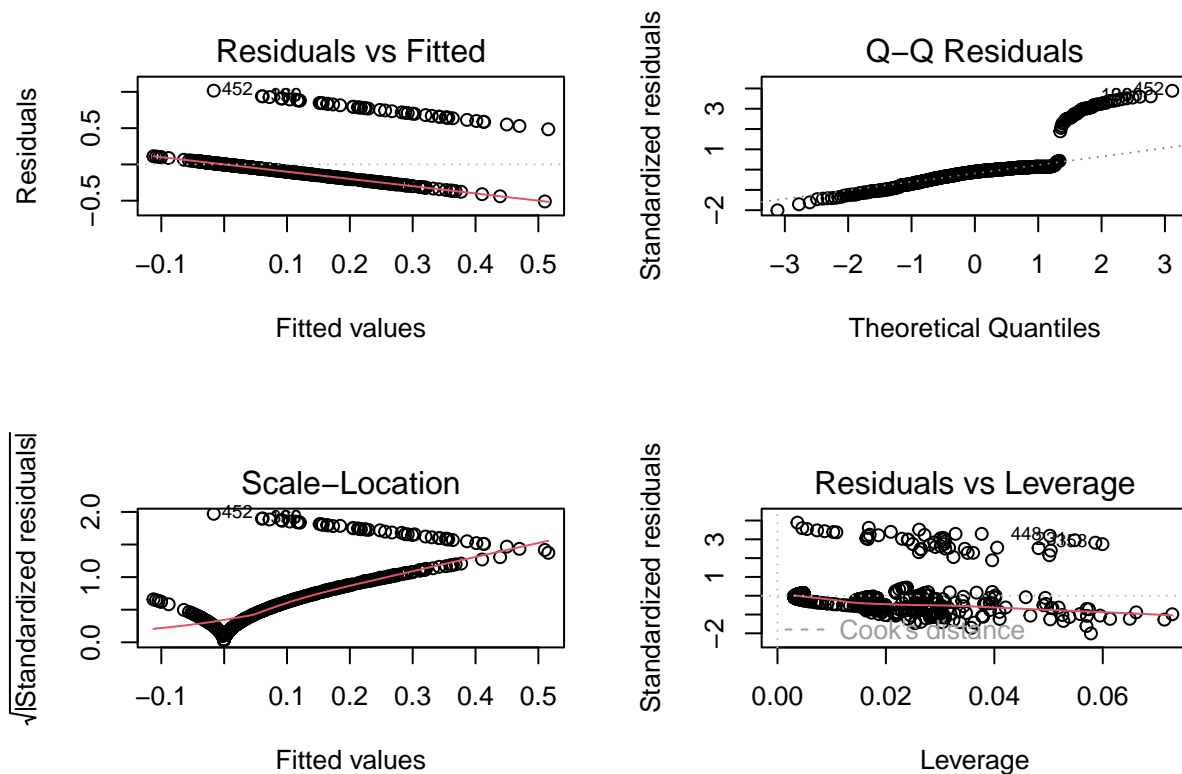 Residuals vs Fitted
Residuals
452
0.5
−0.5
−0.1 0.1 0.2 0.3 0.4 0.5
Fitted values
Q−Q Residuals
Standardized residuals
452
3
1
−2
−3 −2 −1 0 1 2 3
Theoretical Quantiles
Scale−Location
√|Standardized residuals|
452
2.0
1.0
0.0
−0.1 0.1 0.2 0.3 0.4 0.5
Fitted values
Residuals vs Leverage
Standardized residuals
448
3
1
−2
Cook's distance
0.00 0.02 0.04 0.06
Leverage